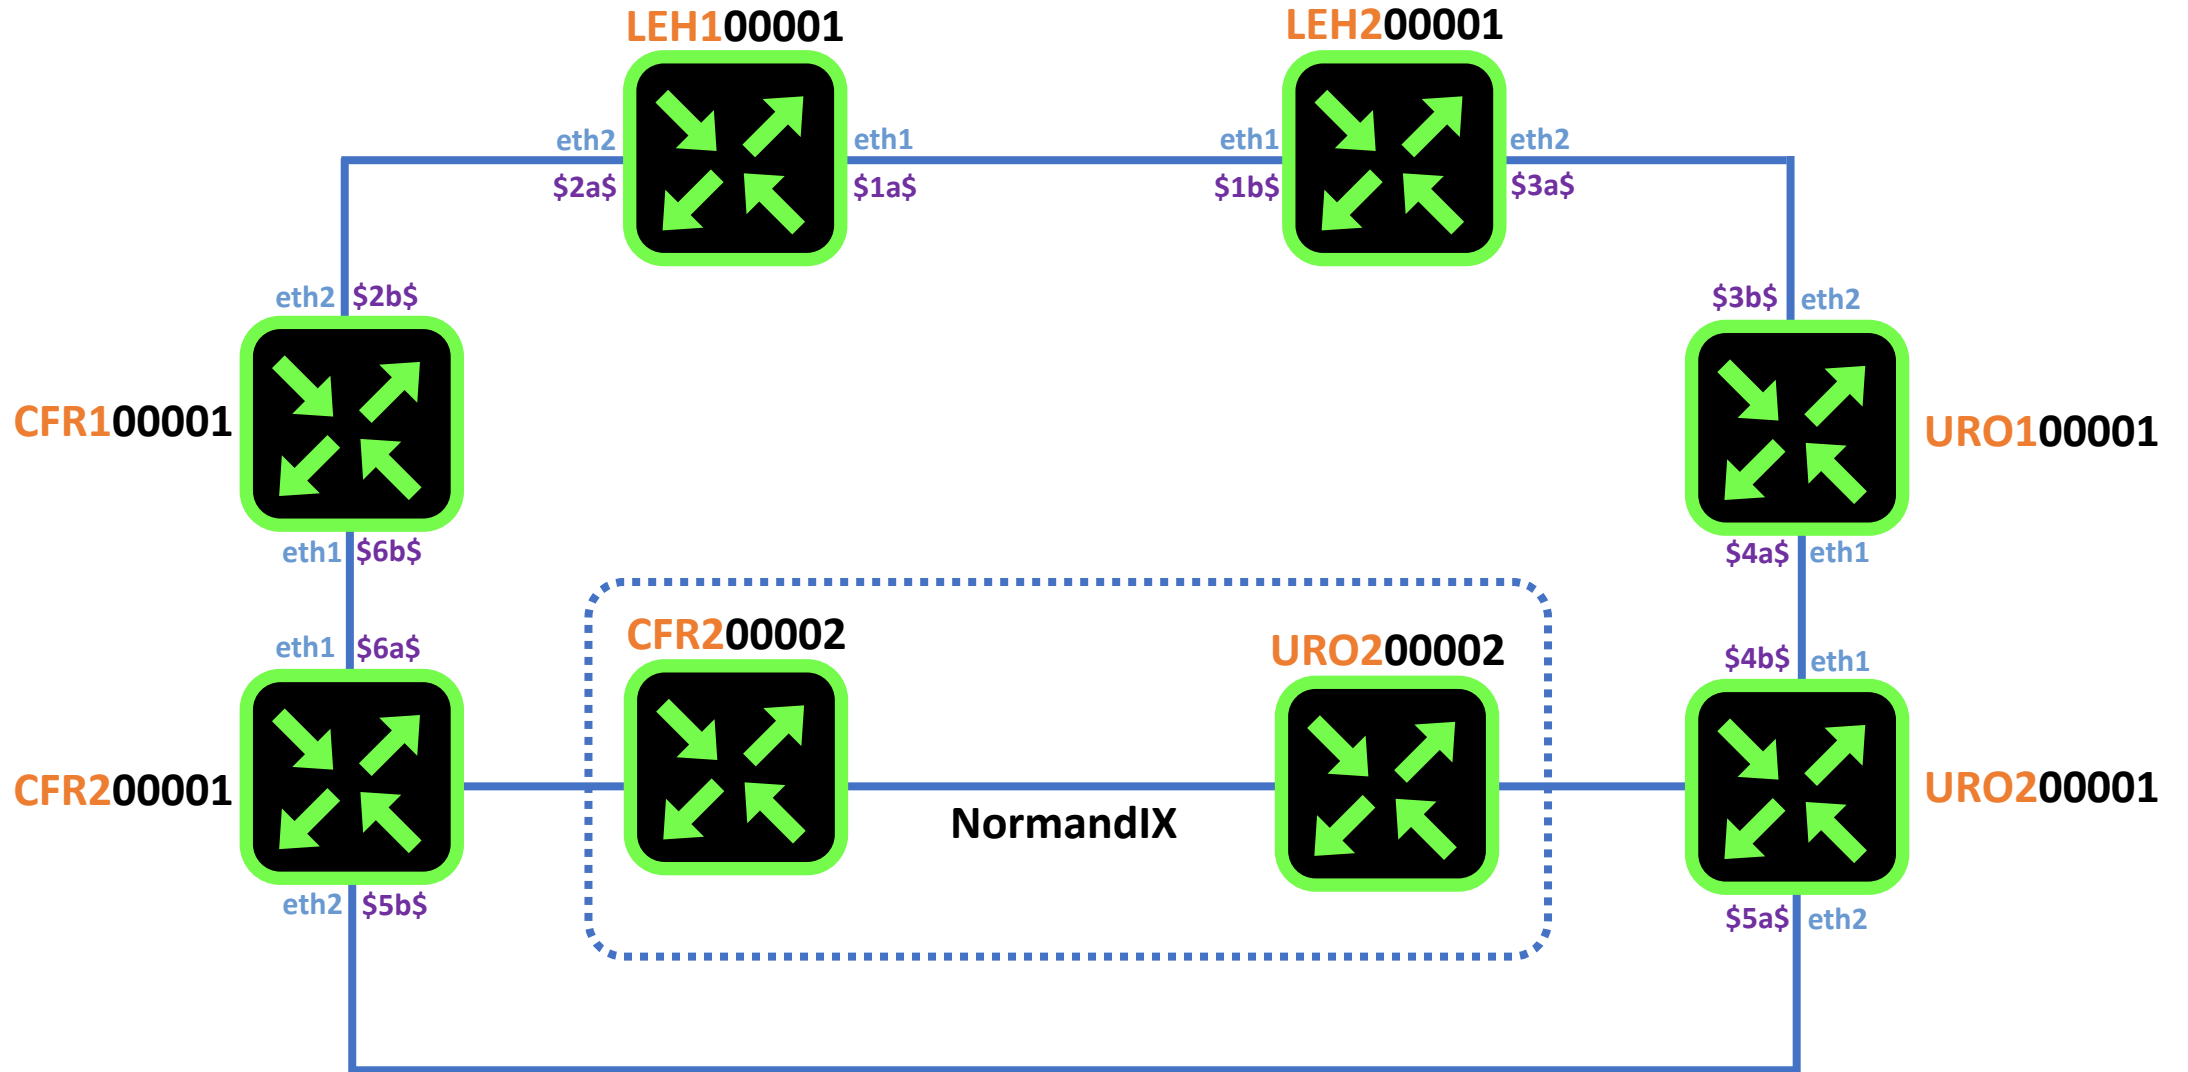 LEH100001
LEH200001
eth2
eth1
eth1
eth2
$2a$
$1a$
$1b$
$3a$
eth2 $2b$
$3b$ eth2
CFR100001
URO100001
eth1 $6b$
$4a$ eth1
CFR200002
URO200002
eth1 $6a$
$4b$ eth1
CFR200001
NormandIX
URO200001
eth2 $5b$
$5a$ eth2